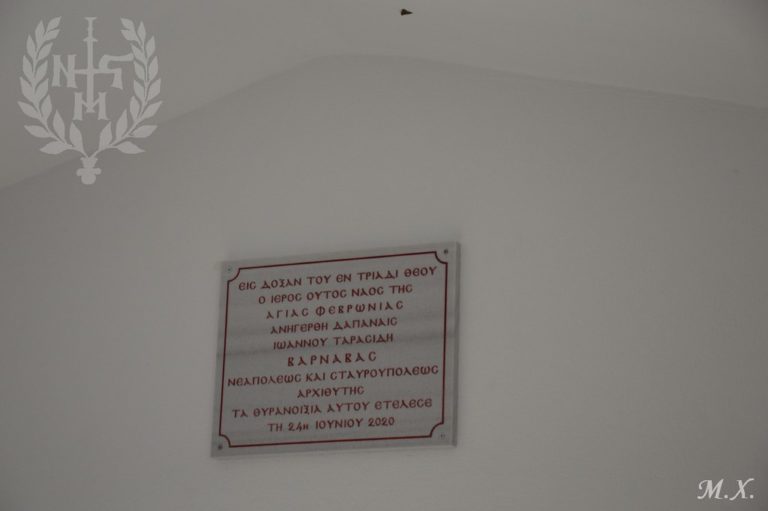 ΝΣ
Μ
ΕΙΣ ΔΟΞΑΝ ΤΟΥ ΕΝ ΤΡΙΑΔΙ ΘΕΟΥ
Ο ΙΕΡΟΣ ΟΥΤΟΣ ΝΑΟΣ ΤΗΣ
ΑΓΙΑΣ ΦΕΒΡΩΝΙΑΣ
ΑΝΗΓΕΡΘΗ ΔΑΠΑΝΑΙΣ
ΙΩΑΝΝΟΥ ΤΑΡΑΣΙΔΗ
ΒΑΡΝΑΒΑΣ
ΝΕΑΠΟΛΕΩΣ ΚΑΙ ΣΤΑΥΡΟΥΠΟΛΕΩΣ
ΑΡΧΙΘΥΤΗΣ
ΤΑ ΘΥΡΑΝΟΙΞΙΑ ΑΥΤΟΥ ΕΤΕΛΕΣΕ
ΤΗ 24η ΙΟΥΝΙΟΥ 2020
Μ.Χ.